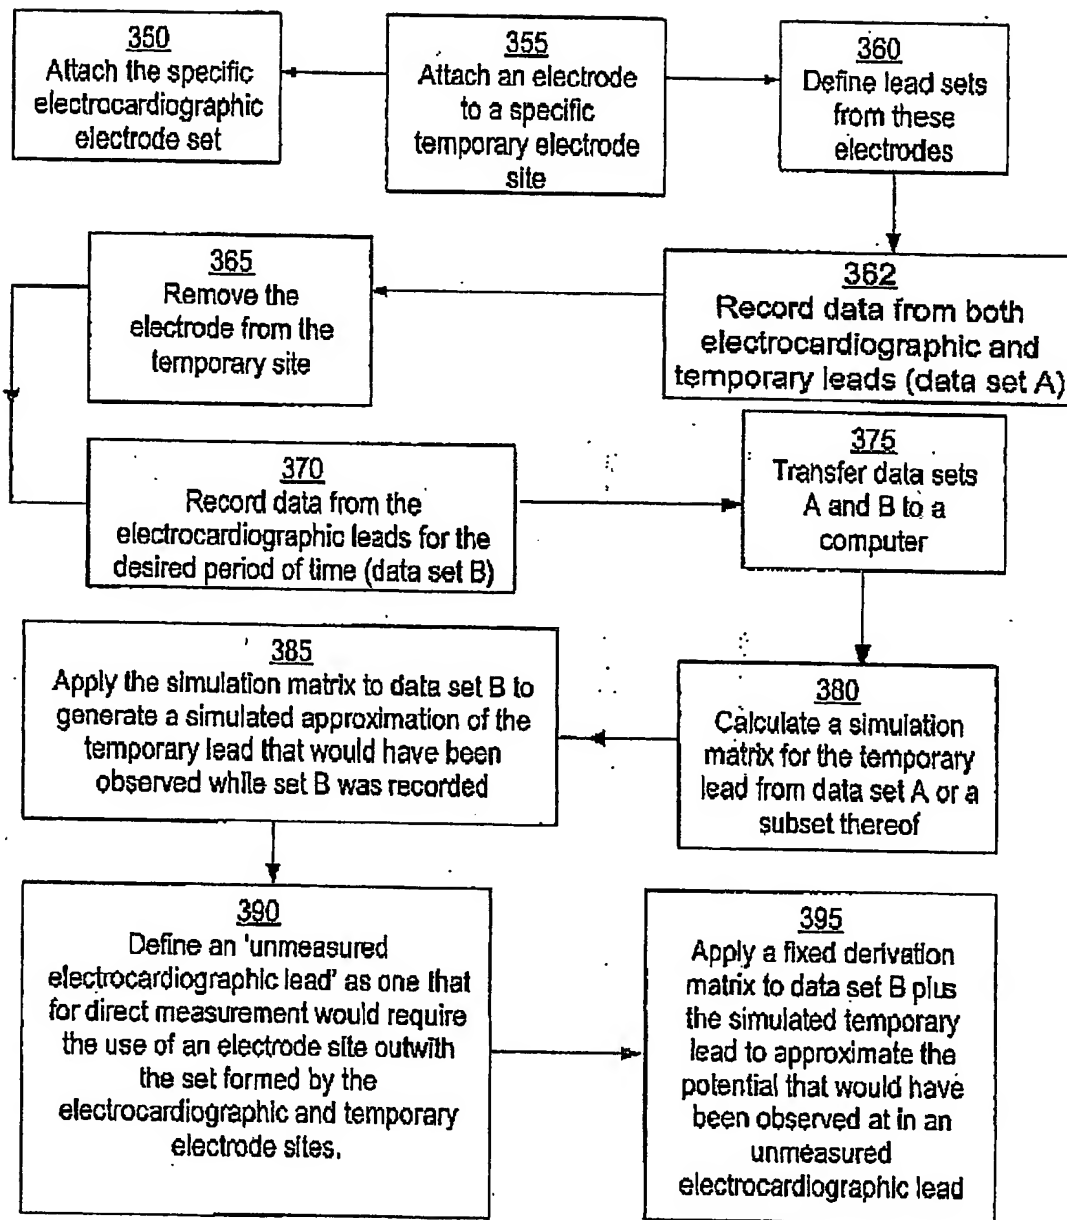 350
Attach the specific
electrocardiographic
electrode set
355
Attach an electrode
to a specific
temporary electrode
site
360
Define lead sets
from these
electrodes
362
Record data from both
electrocardiographic and
temporary leads (data set A)
365
Remove the
electrode from the
temporary site
370
Record data from the
electrocardiographic leads for the
desired period of time (data set B)
375
Transfer data sets
A and B to a
computer
380
Calculate a simulation
matrix for the temporary
lead from data set A or a
subset thereof
385
Apply the simulation matrix to data set B to
generate a simulated approximation of the
temporary lead that would have been
observed while set B was recorded
390
Define an 'unmeasured
electrocardiographic lead' as one that
for direct measurement would require
the use of an electrode site outwith
the set formed by the
electrocardiographic and temporary
electrode sites.
395
Apply a fixed derivation
matrix to data set B plus
the simulated temporary
lead to approximate the
potential that would have
been observed at in an
unmeasured
electrocardiographic lead